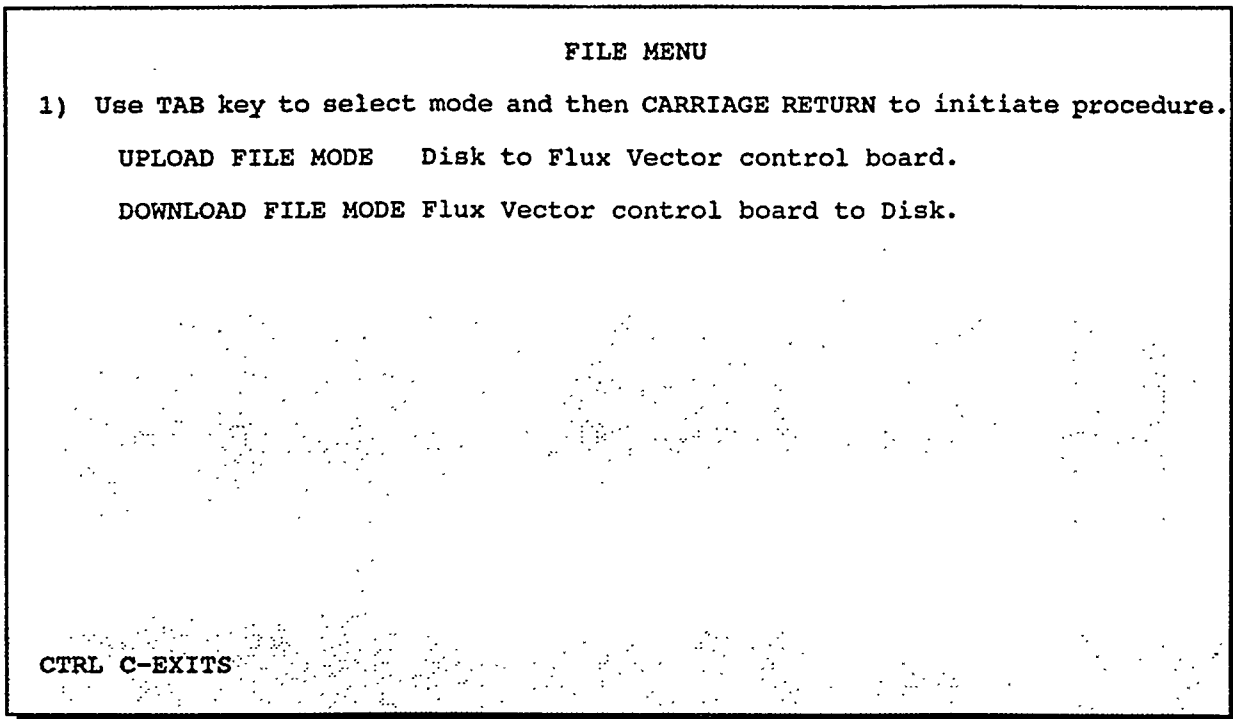 FILE MENU
1) Use TAB key to select mode and then CARRIAGE RETURN to initiate procedure.
UPLOAD FILE MODE Disk to Flux Vector control board.
DOWNLOAD FILE MODE Flux Vector control board to Disk.
CTRL C-EXITS